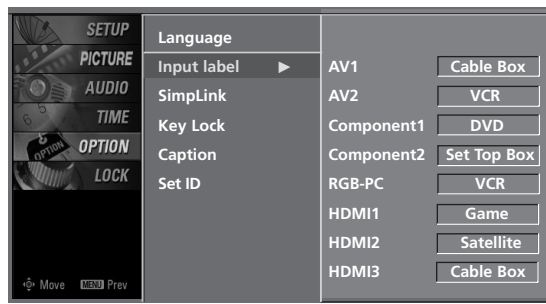 SETUP
PICTURE
AUDIO
TIME
OPTION
LOCK
Move MENU Prev
Language
Input label ►
SimpLink
Key Lock
Caption
Set ID
AV1 Cable Box
AV2 VCR
Component1 DVD
Component2 Set Top Box
RGB-PC VCR
HDMI1 Game
HDMI2 Satellite
HDMI3 Cable Box